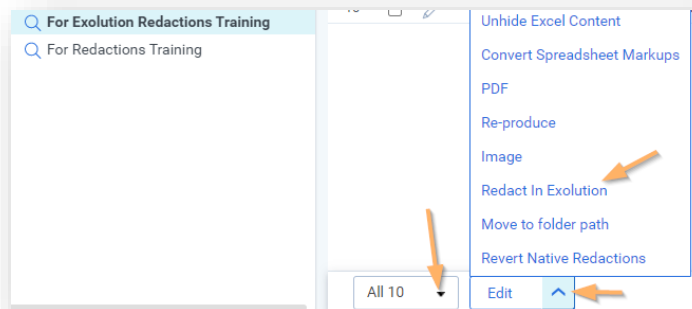 For Exolution Redactions Training
For Redactions Training
Unhide Excel Content
Convert Spreadsheet Markups
PDF
Re-produce
Image
Redact In Exolution
Move to folder path
Revert Native Redactions
All 10
Edit